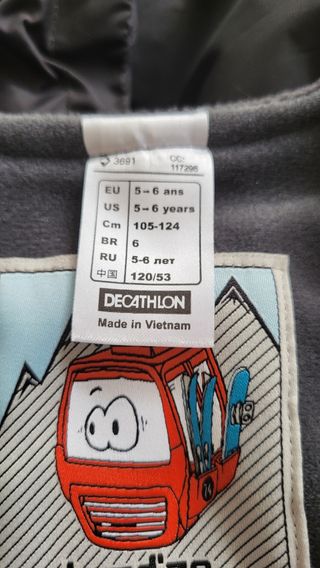 3691 CC:
117296
EU 5-6 ans
US 5-6 years
Cm 105-124
BR 6
RU 5-6 лет
中国 120/53
DECATHLON
Made in Vietnam